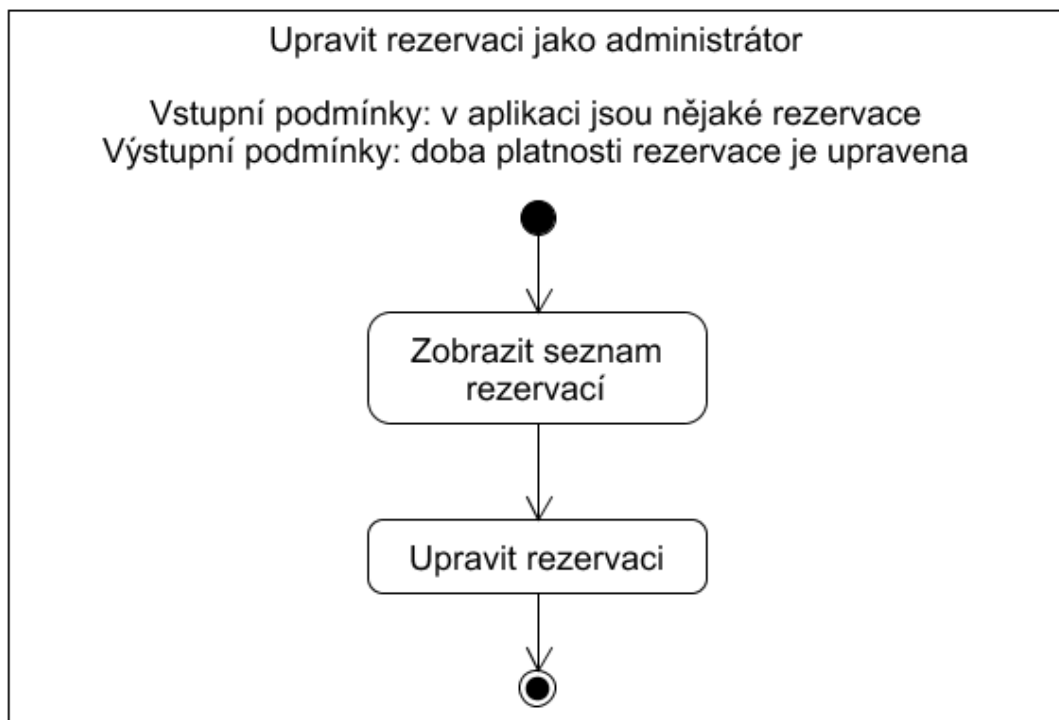 Upravit rezervaci jako administrátor
Vstupní podmínky: v aplikaci jsou nějaké rezervace
Výstupní podmínky: doba platnosti rezervace je upravena
Zobrazit seznam
rezervací
Upravit rezervaci